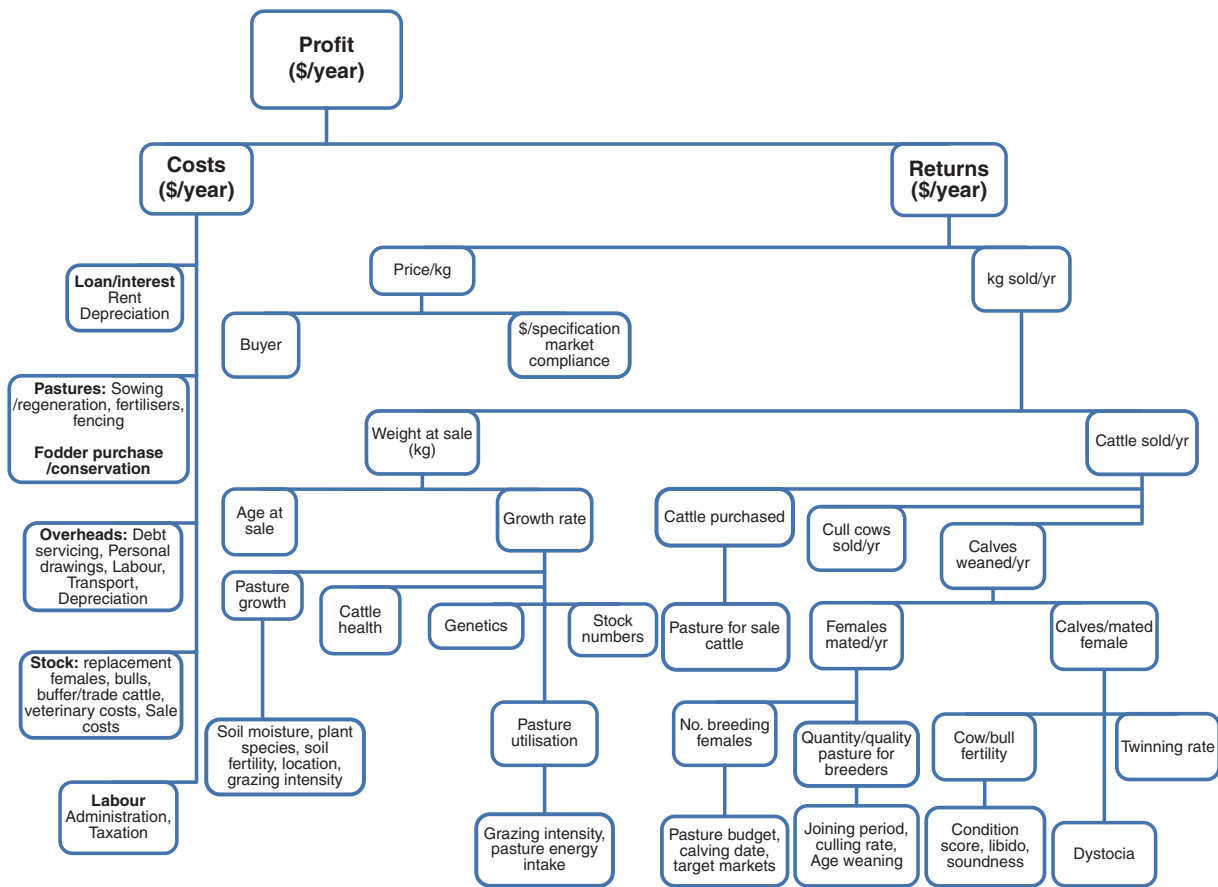 Profit
($/year)
Costs
($/year)
Returns
($/year)
Loan/interest
Rent
Depreciation
Pastures: Sowing
/regeneration, fertilisers,
fencing
Fodder purchase
/conservation
Overheads: Debt
servicing, Personal
drawings, Labour,
Transport,
Depreciation
Stock: replacement
females, bulls,
buffer/trade cattle,
veterinary costs, Sale
costs
Labour
Administration,
Taxation
Price/kg
kg sold/yr
Buyer
$/specification
market
compliance
Weight at sale
(kg)
Cattle sold/yr
Age at
sale
Growth rate
Cattle purchased
Cull cows
sold/yr
Calves
weaned/yr
Pasture
growth
Cattle
health
Genetics
Stock
numbers
Pasture for sale
cattle
Females
mated/yr
Calves/mated
female
Soil moisture, plant
species, soil
fertility, location,
grazing intensity
Pasture
utilisation
No. breeding
females
Quantity/quality
pasture for
breeders
Cow/bull
fertility
Twinning rate
Grazing intensity,
pasture energy
intake
Pasture budget,
calving date,
target markets
Joining period,
culling rate,
Age weaning
Condition
score, libido,
soundness
Dystocia